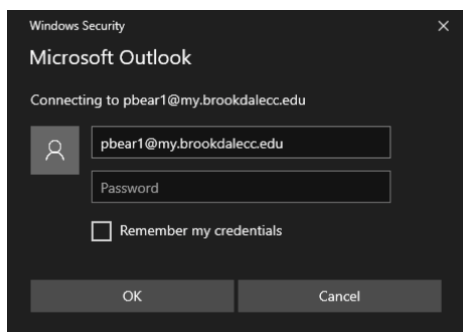 Windows Security
Microsoft Outlook
Connecting to pbear1@my.brookdalecc.edu
pbear1@my.brookdalecc.edu
Password
Remember my credentials
OK Cancel